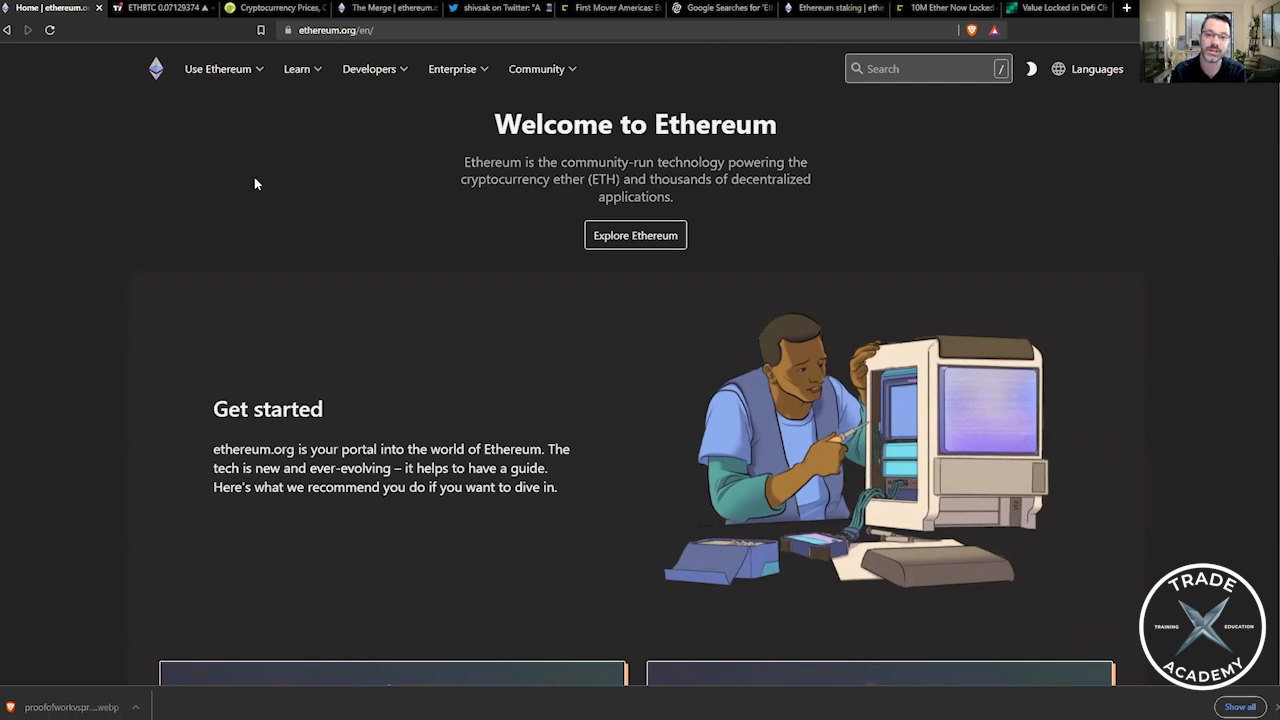 Home | ethereum.o
ETHBTC 0.07129374 ▲
Cryptocurrency Prices, C
The Merge | ethereum.c
shivsak on Twitter: "A
First Mover Americas: E
Google Searches for 'Et
Ethereum staking | ethe
10M Ether Now Locked
Value Locked in Defi Cl
ethereum.org/en/
Use Ethereum
Learn
Developers
Enterprise
Community
Search
/
Languages
Welcome to Ethereum
Ethereum is the community-run technology powering the
cryptocurrency ether (ETH) and thousands of decentralized
applications.
Explore Ethereum
Get started
ethereum.org is your portal into the world of Ethereum. The
tech is new and ever-evolving – it helps to have a guide.
Here's what we recommend you do if you want to dive in.
TRADE
TRAINING
EDUCATION
ACADEMY
proofofworkvspr....webp
Show all